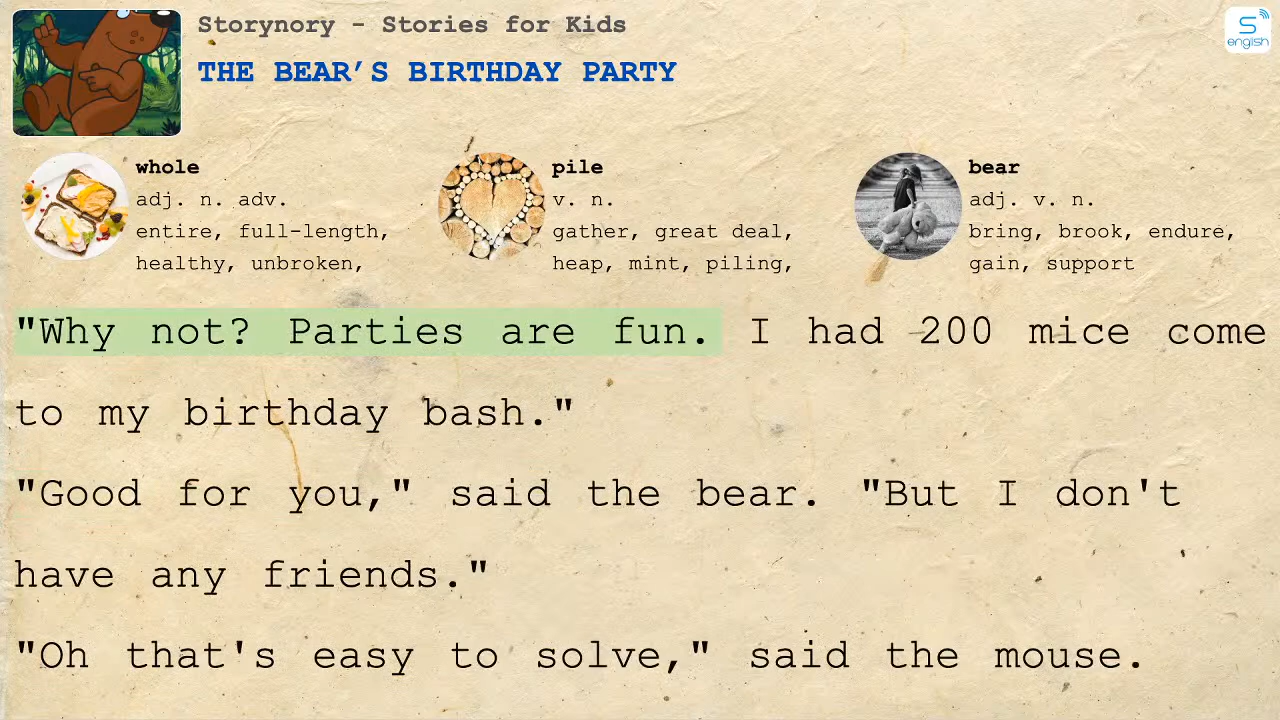 Storynory - Stories for Kids
THE BEAR’S BIRTHDAY PARTY
S
english
whole
adj. n. adv.
entire, full-length,
healthy, unbroken,
pile
v. n.
gather, great deal,
heap, mint, piling,
bear
adj. v. n.
bring, brook, endure,
gain, support
"Why not? Parties are fun. I had 200 mice come
to my birthday bash."
"Good for you," said the bear. "But I don't
have any friends."
"Oh that's easy to solve," said the mouse.